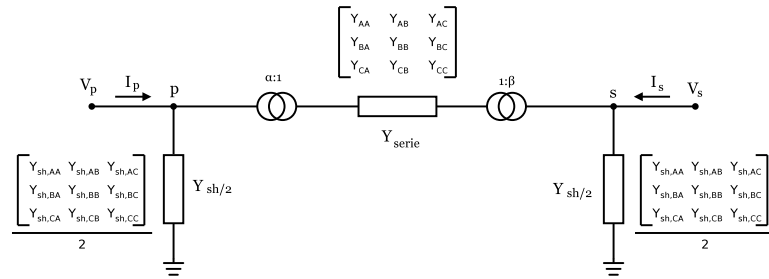 Y_AA Y_AB Y_AC
Y_BA Y_BB Y_BC
Y_CA Y_CB Y_CC
α:1
1:β
V_p
I_p
p
s
I_s
V_s
Y_serie
Y_sh,AA Y_sh,AB Y_sh,AC
Y_sh,BA Y_sh,BB Y_sh,BC
Y_sh,CA Y_sh,CB Y_sh,CC
2
Y_sh/2
Y_sh/2
Y_sh,AA Y_sh,AB Y_sh,AC
Y_sh,BA Y_sh,BB Y_sh,BC
Y_sh,CA Y_sh,CB Y_sh,CC
2